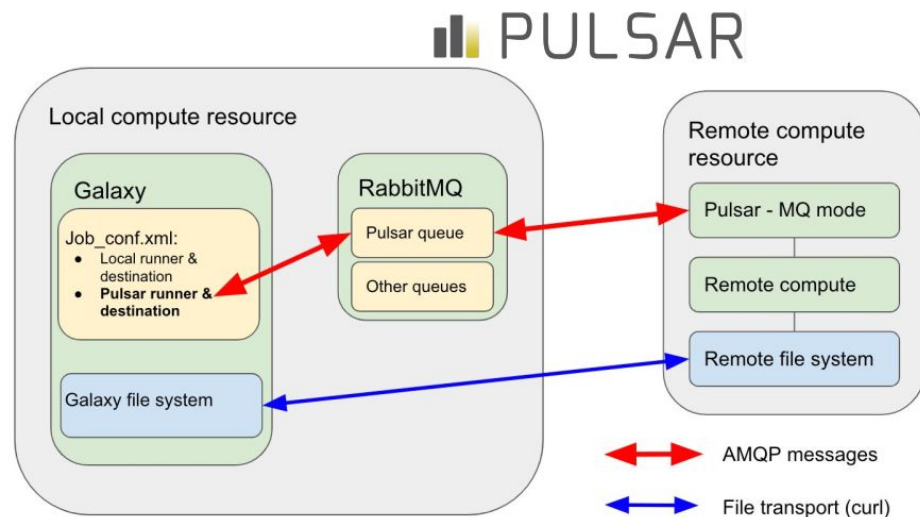 PULSAR
Local compute resource
Galaxy
Job_conf.xml:
● Local runner &
destination
● Pulsar runner &
destination
Galaxy file system
RabbitMQ
Pulsar queue
Other queues
Remote compute
resource
Pulsar - MQ mode
Remote compute
Remote file system
AMQP messages
File transport (curl)